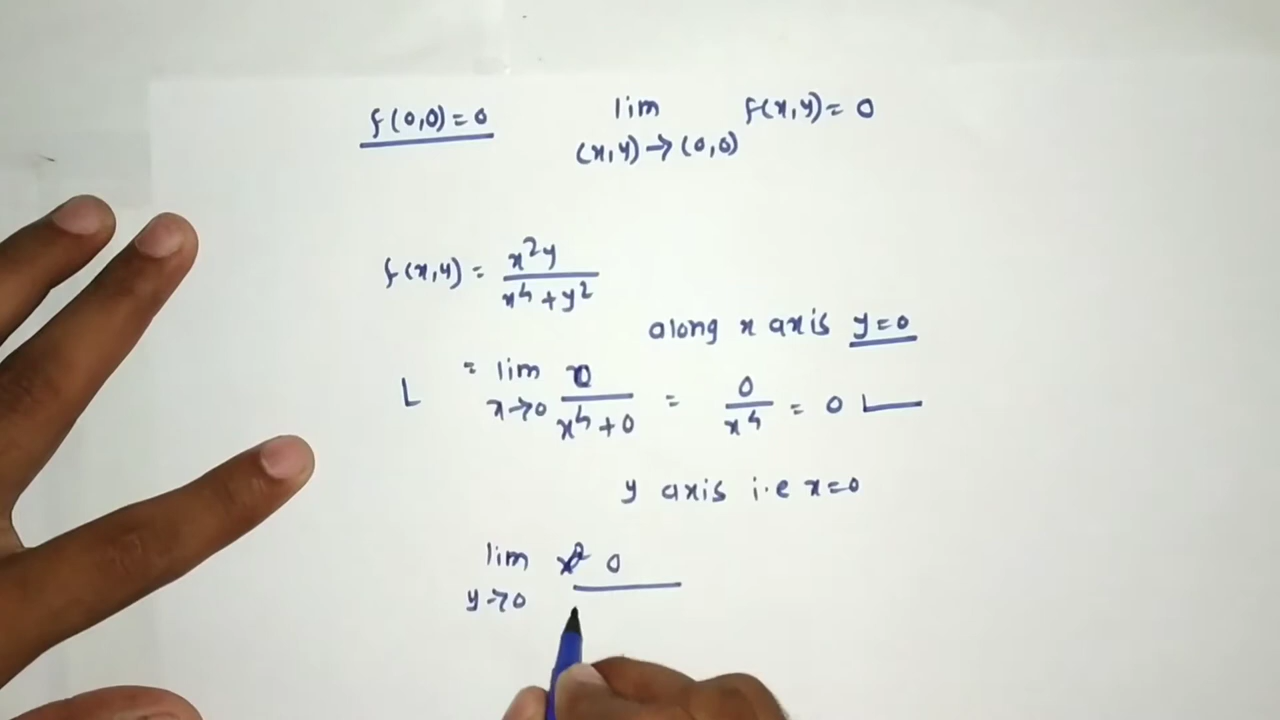 f(0,0)=0 lim f(x,y)=0
(x,y)→(0,0)
f(x,y) = x²y
x⁴+y²
along x axis y=0
L = lim 0 = 0 = 0
x→0 x⁴+0 x⁴
y axis i.e x=0
lim 0
y→0